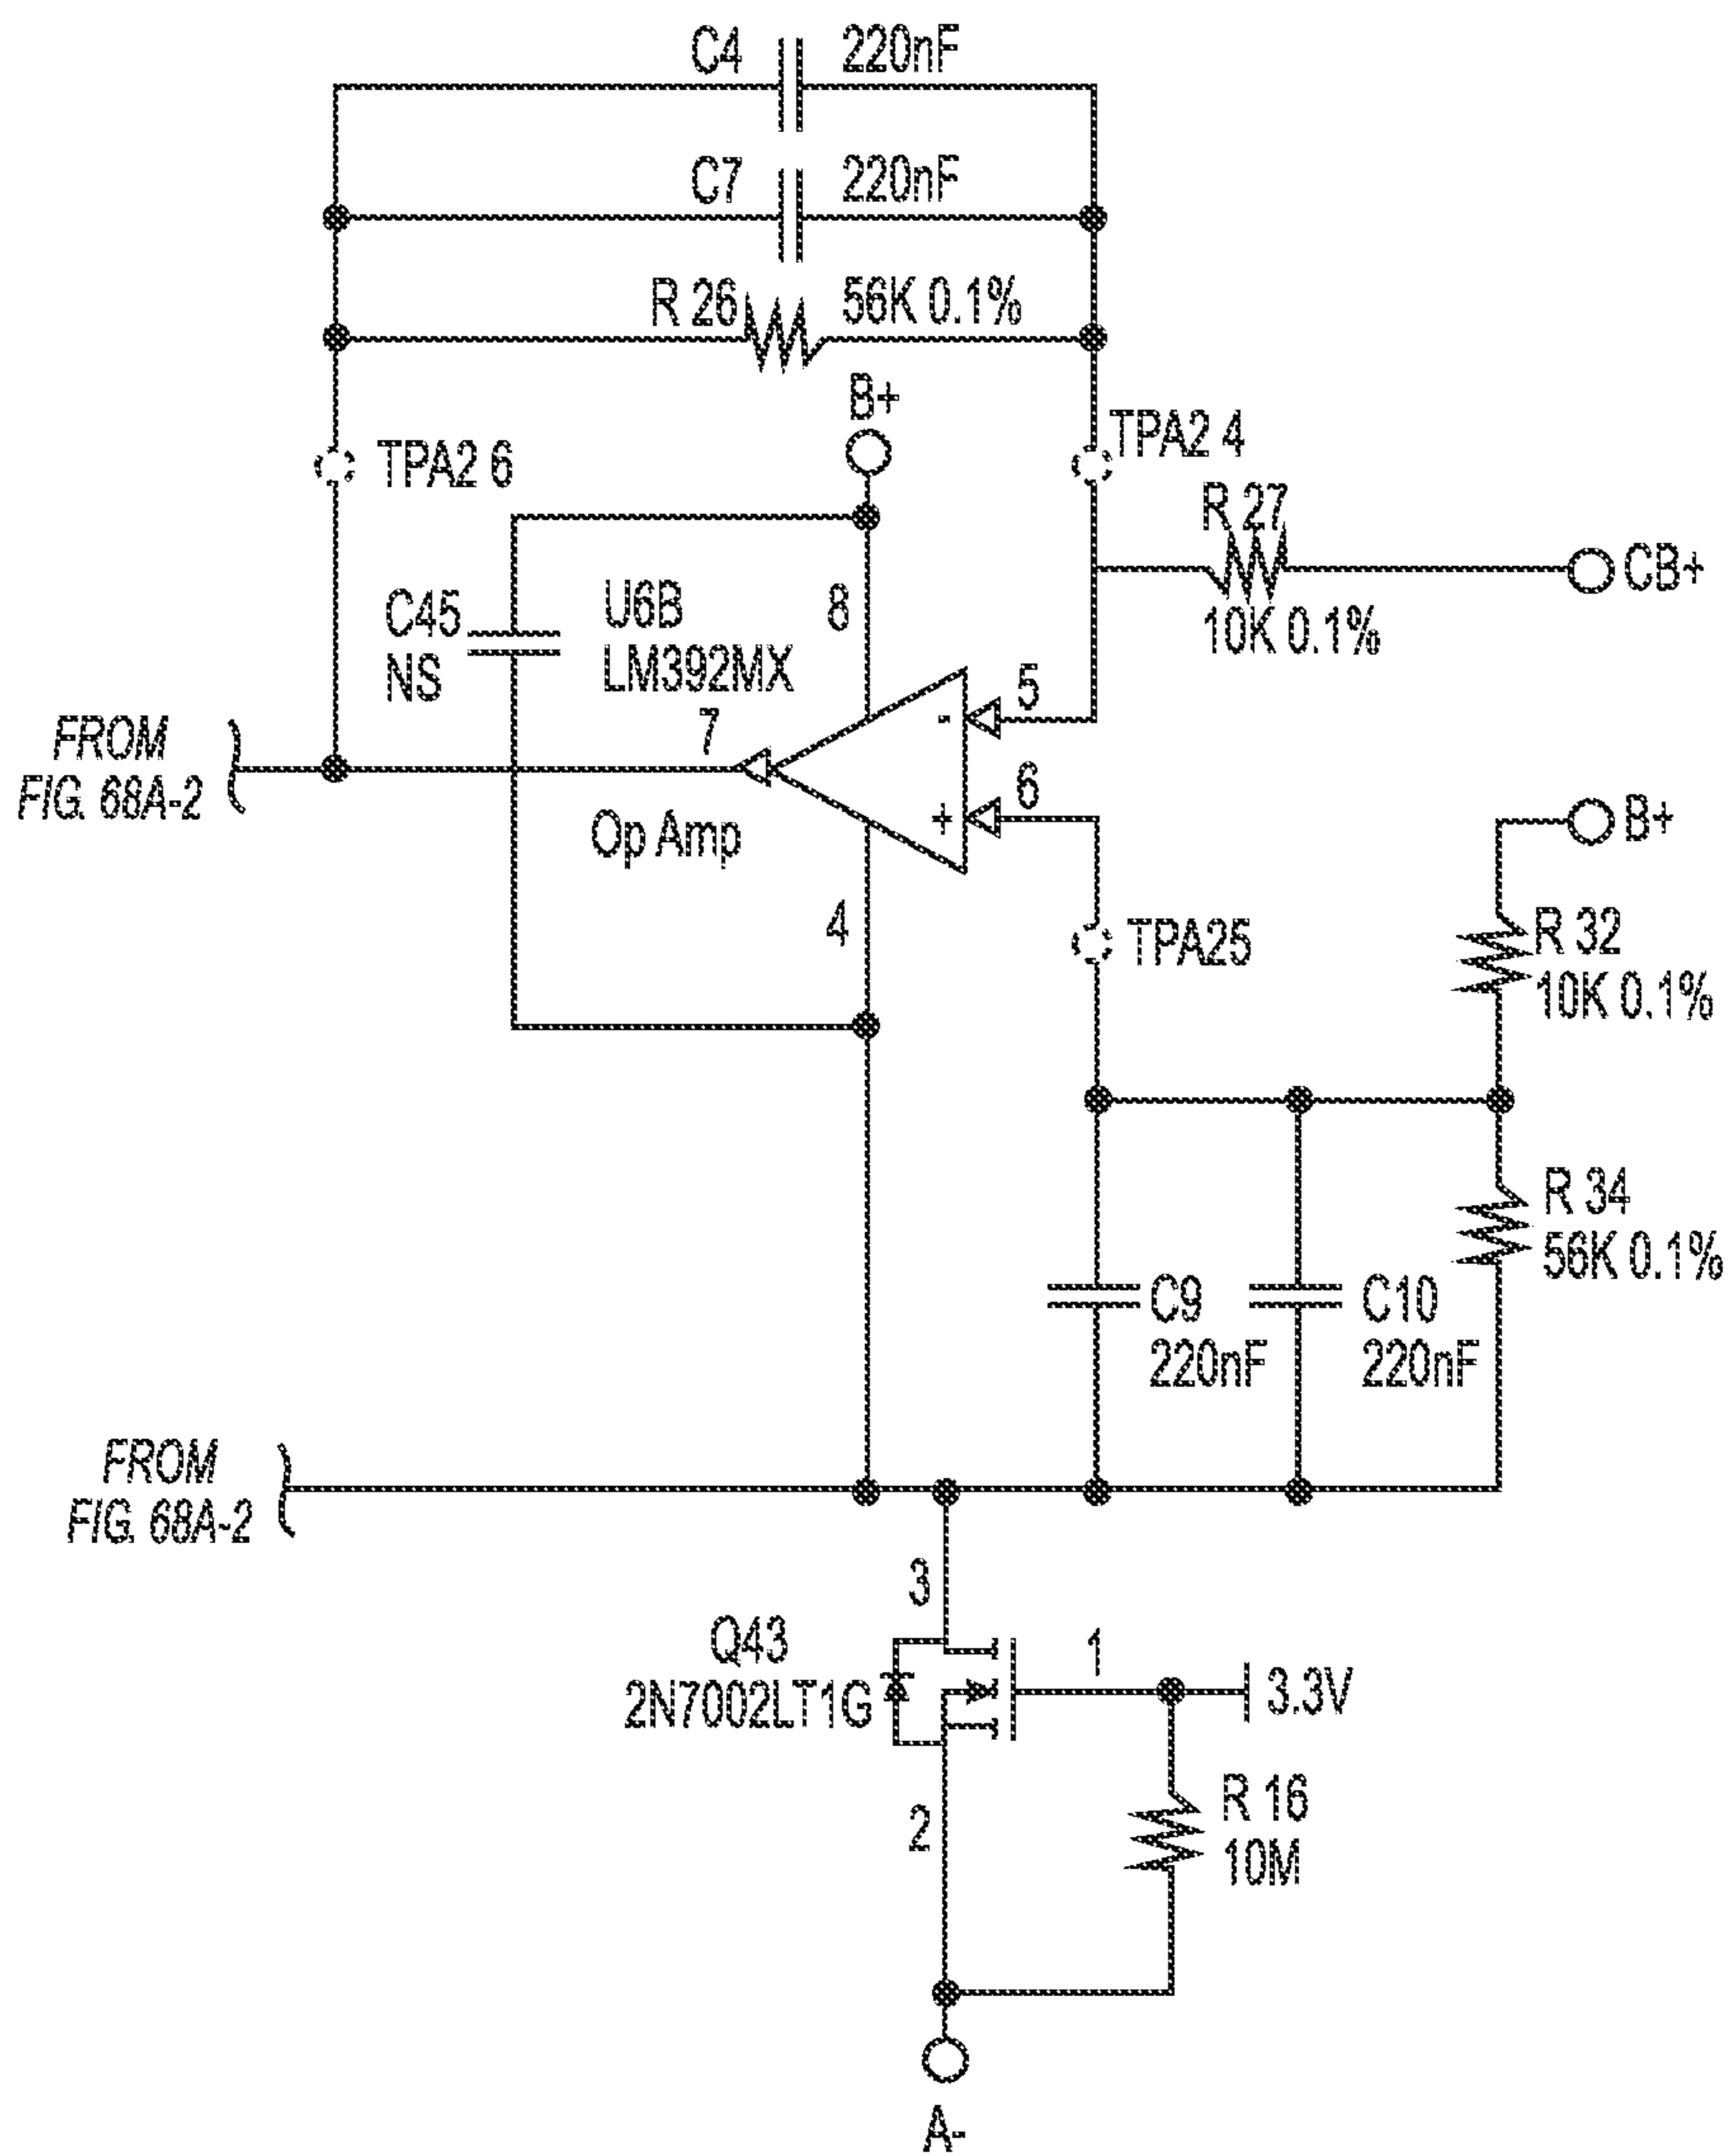 C4 220nF
C7 220nF
R 26 56K 0.1%
B+
TPA2 6
TPA2 4
R 27
CB+
10K 0.1%
C45
NS
U6B
LM392MX
8
5
7
-
FROM
FIG. 68A-2
6
+
B+
Op Amp
4
TPA25
R 32
10K 0.1%
R 34
56K 0.1%
C9
220nF
C10
220nF
FROM
FIG. 68A-2
3
Q43
2N7002LT1G
1
3.3V
2
R 16
10M
A-